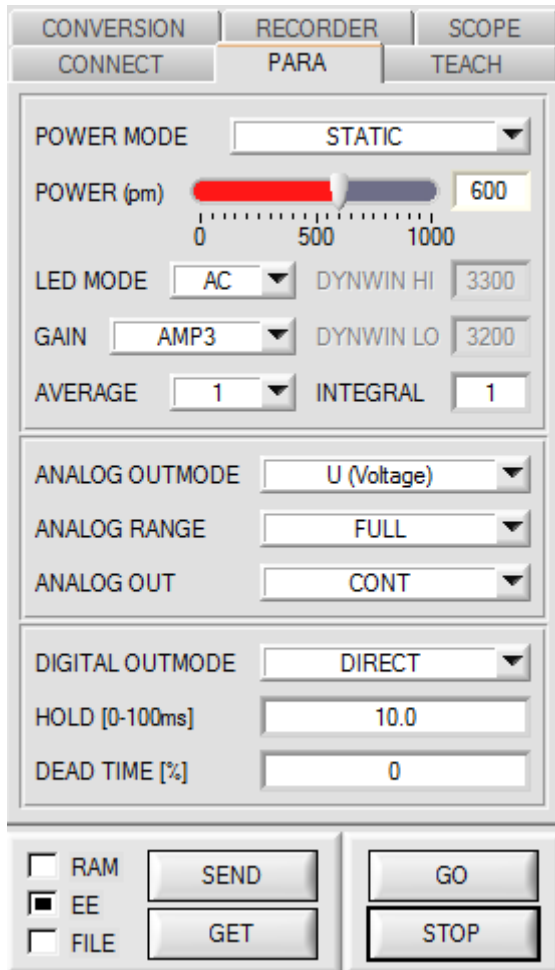 CONVERSION RECORDER SCOPE
CONNECT PARA TEACH
POWER MODE STATIC
POWER (pm) 600
0 500 1000
LED MODE AC DYNWIN HI 3300
GAIN AMP3 DYNWIN LO 3200
AVERAGE 1 INTEGRAL 1
ANALOG OUTMODE U (Voltage)
ANALOG RANGE FULL
ANALOG OUT CONT
DIGITAL OUTMODE DIRECT
HOLD [0-100ms] 10.0
DEAD TIME [%] 0
RAM SEND GO
EE
FILE GET STOP